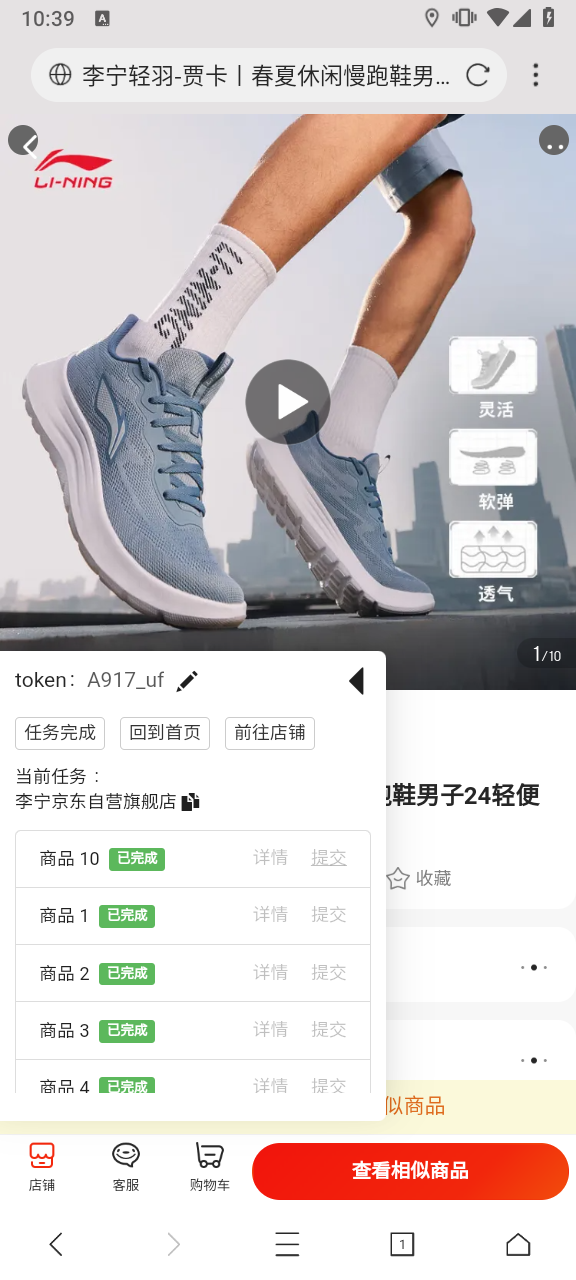 10:39
A
李宁轻羽-贾卡丨春夏休闲慢跑鞋男...
LI-NING
灵活
软弹
透气
1/10
token: A917_uf
任务完成 回到首页 前往店铺
当前任务：
李宁京东自营旗舰店
跑鞋男子24轻便
商品 10 已完成 详情 提交
收藏
商品 1 已完成 详情 提交
商品 2 已完成 详情 提交
商品 3 已完成 详情 提交
商品 4 已完成 详情 提交
似商品
店铺 客服 购物车 查看相似商品
1